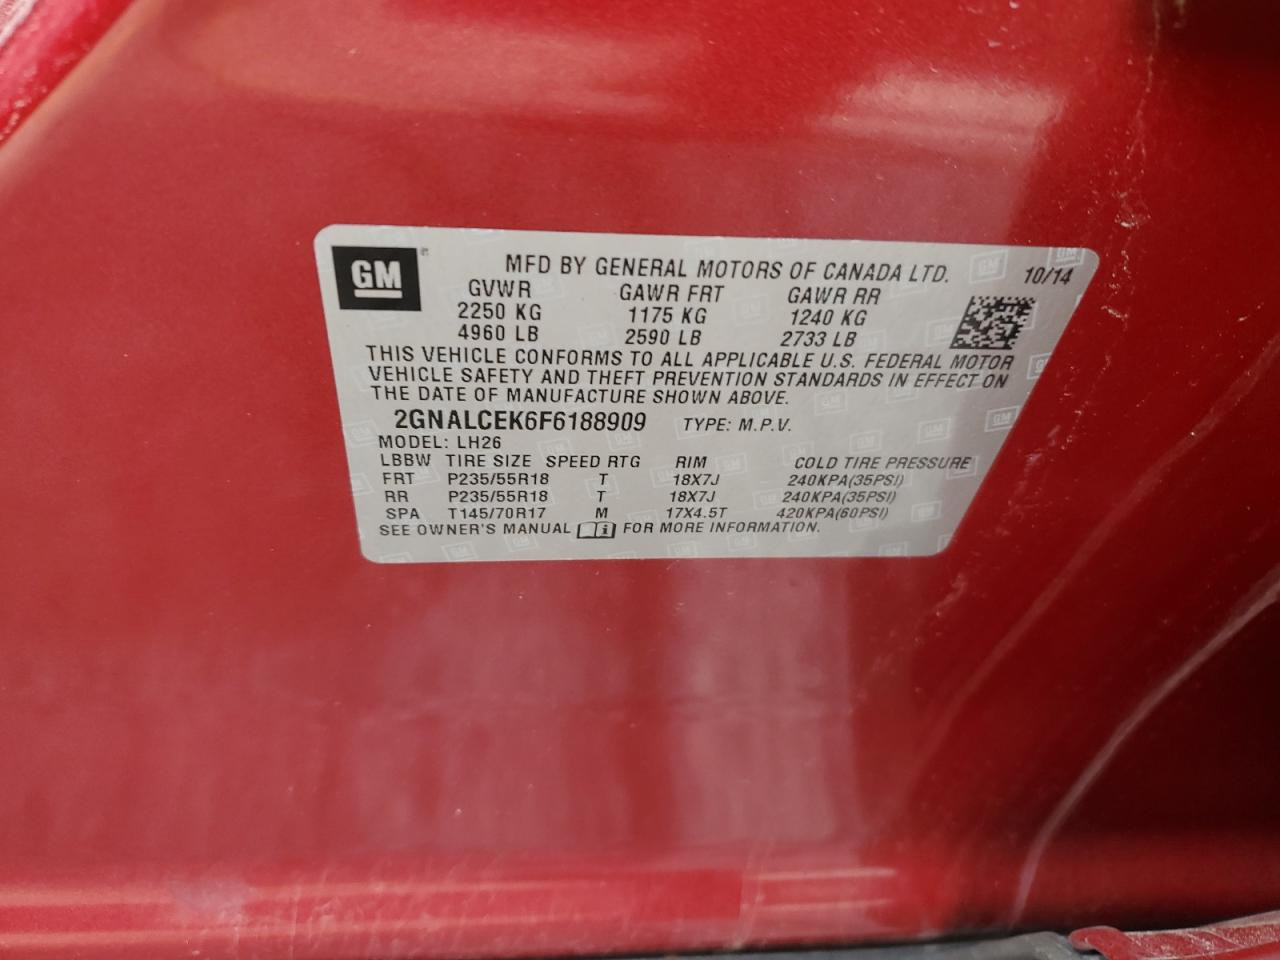 GM
MFD BY GENERAL MOTORS OF CANADA LTD. 10/14
GVWR GAWR FRT GAWR RR
2250 KG 1175 KG 1240 KG
4960 LB 2590 LB 2733 LB
THIS VEHICLE CONFORMS TO ALL APPLICABLE U.S. FEDERAL MOTOR
VEHICLE SAFETY AND THEFT PREVENTION STANDARDS IN EFFECT ON
THE DATE OF MANUFACTURE SHOWN ABOVE.
2GNALCEK6F6188909 TYPE: M.P.V.
MODEL: LH26
LBBW TIRE SIZE SPEED RTG RIM COLD TIRE PRESSURE
FRT P235/55R18 T 18X7J 240KPA(35PSI)
RR P235/55R18 T 18X7J 240KPA(35PSI)
SPA T145/70R17 M 17X4.5T 420KPA(60PSI)
SEE OWNER'S MANUAL FOR MORE INFORMATION.